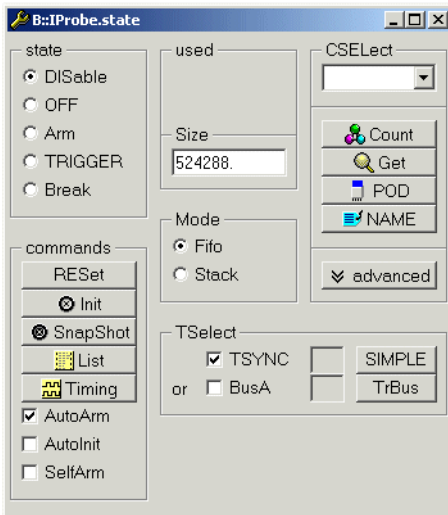 B::IProbe.state
state
DISable
OFF
Arm
TRIGGER
Break
commands
RESet
Init
SnapShot
List
Timing
AutoArm
AutoInit
SelfArm
used
Size
524288.
Mode
Fifo
Stack
CSELect
Count
Get
POD
NAME
advanced
TSelect
TSYNC SIMPLE
or BusA TrBus